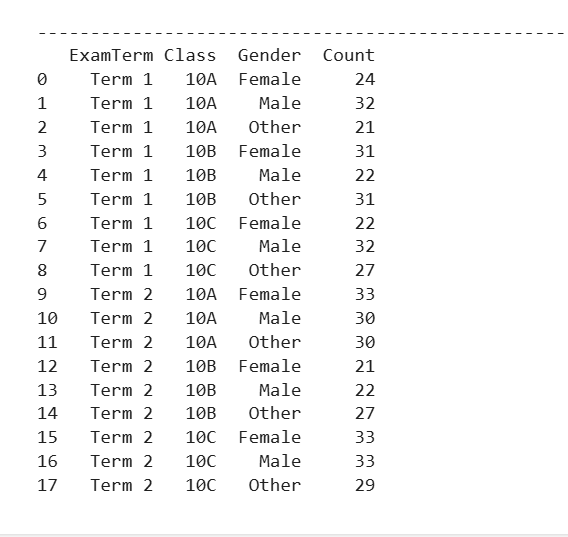 --------------------------------------------------
ExamTerm Class Gender Count
0 Term 1 10A Female 24
1 Term 1 10A Male 32
2 Term 1 10A Other 21
3 Term 1 10B Female 31
4 Term 1 10B Male 22
5 Term 1 10B Other 31
6 Term 1 10C Female 22
7 Term 1 10C Male 32
8 Term 1 10C Other 27
9 Term 2 10A Female 33
10 Term 2 10A Male 30
11 Term 2 10A Other 30
12 Term 2 10B Female 21
13 Term 2 10B Male 22
14 Term 2 10B Other 27
15 Term 2 10C Female 33
16 Term 2 10C Male 33
17 Term 2 10C Other 29